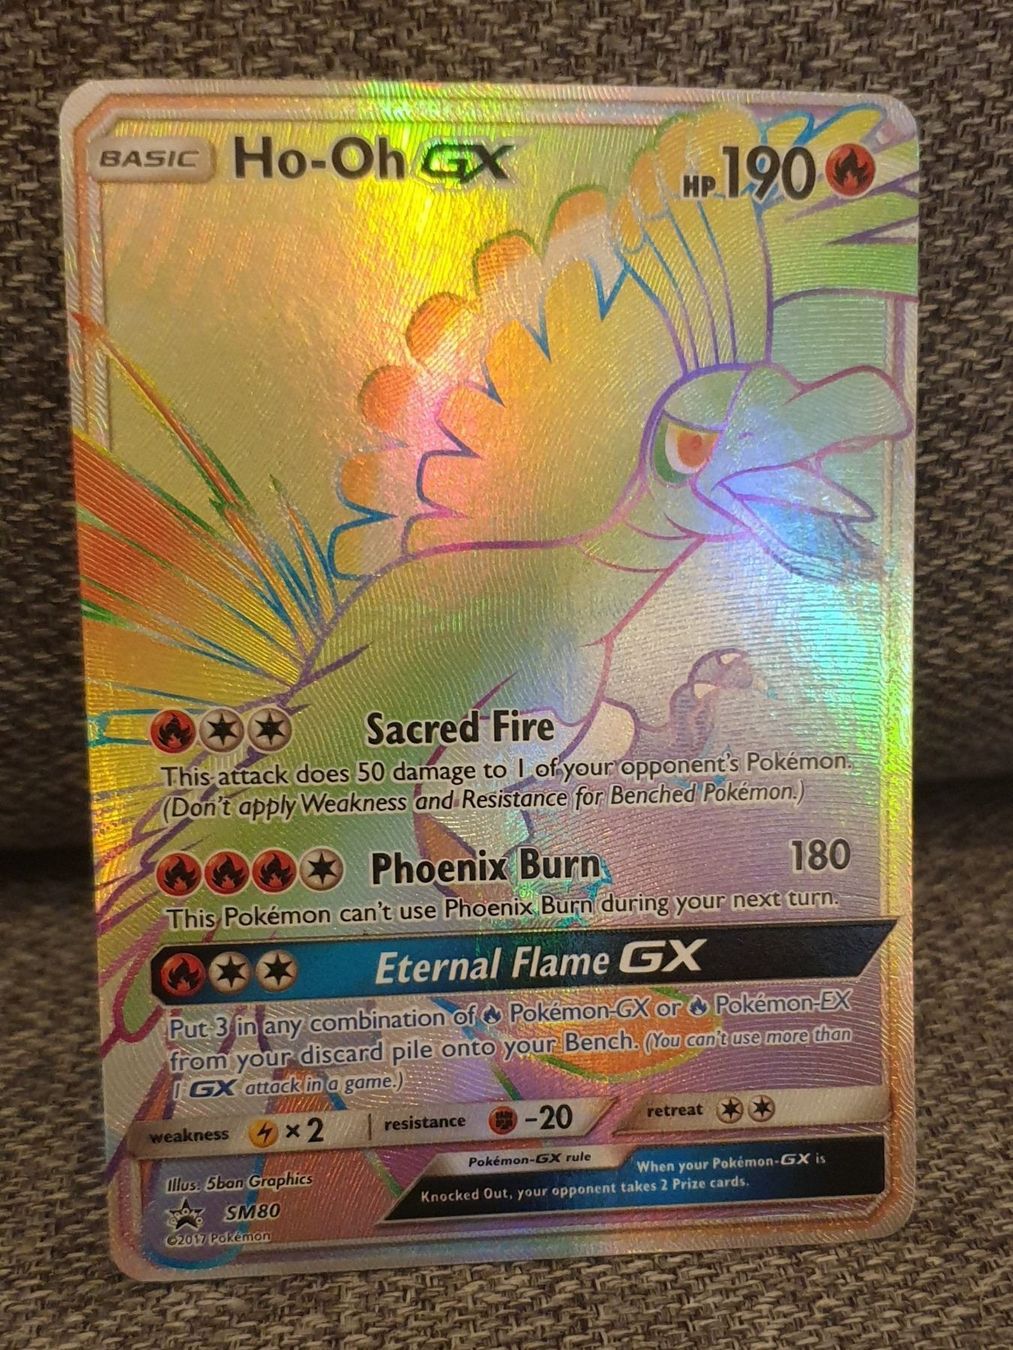 BASIC Ho-Oh GX HP 190
Sacred Fire
This attack does 50 damage to 1 of your opponent's Pokémon.
(Don't apply Weakness and Resistance for Benched Pokémon.)
Phoenix Burn 180
This Pokémon can't use Phoenix Burn during your next turn.
Eternal Flame GX
Put 3 in any combination of Pokémon-GX or Pokémon-EX
from your discard pile onto your Bench. (You can't use more than
1 GX attack in a game.)
weakness ×2 resistance -20 retreat
Pokémon-GX rule When your Pokémon-GX is
Knocked Out, your opponent takes 2 Prize cards.
Illus. 5ban Graphics
SM80
©2017 Pokémon